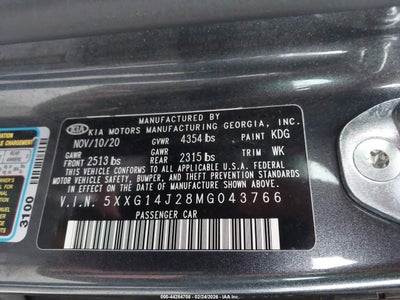 MANUFACTURED BY
KIA KIA MOTORS MANUFACTURING GEORGIA, INC.
NOV/10/20 GVWR 4354 lbs PAINT KDG
GAWR FRONT 2513 lbs GAWR REAR 2315 lbs TRIM WK
THIS VEHICLE CONFORMS TO ALL APPLICABLE U.S.A. FEDERAL
MOTOR VEHICLE SAFETY, BUMPER, AND THEFT PREVENTION STANDARDS
IN EFFECT ON THE DATE OF MANUFACTURE SHOWN ABOVE.
V.I.N. 5XXG14J28MG043766
PASSENGER CAR
3100
000-44284706 - 02/24/2026 - IAA Inc.